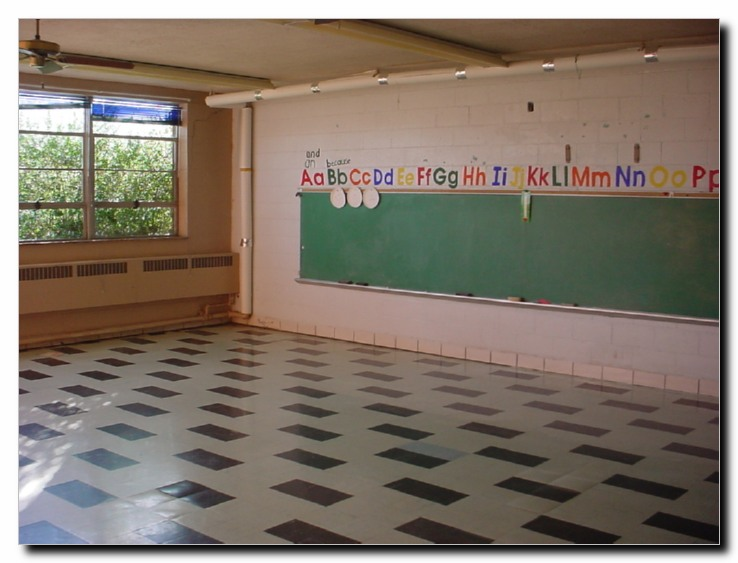 and
on because
Aa Bb Cc Dd Ee Ff Gg Hh Ii Jj Kk Ll Mm Nn Oo Pp